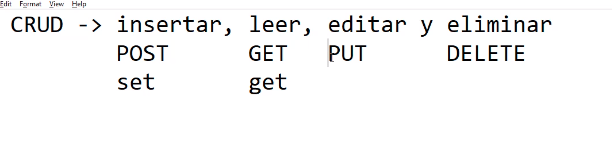 Edit Format View Help
CRUD -> insertar, leer, editar y eliminar
POST GET PUT DELETE
set get